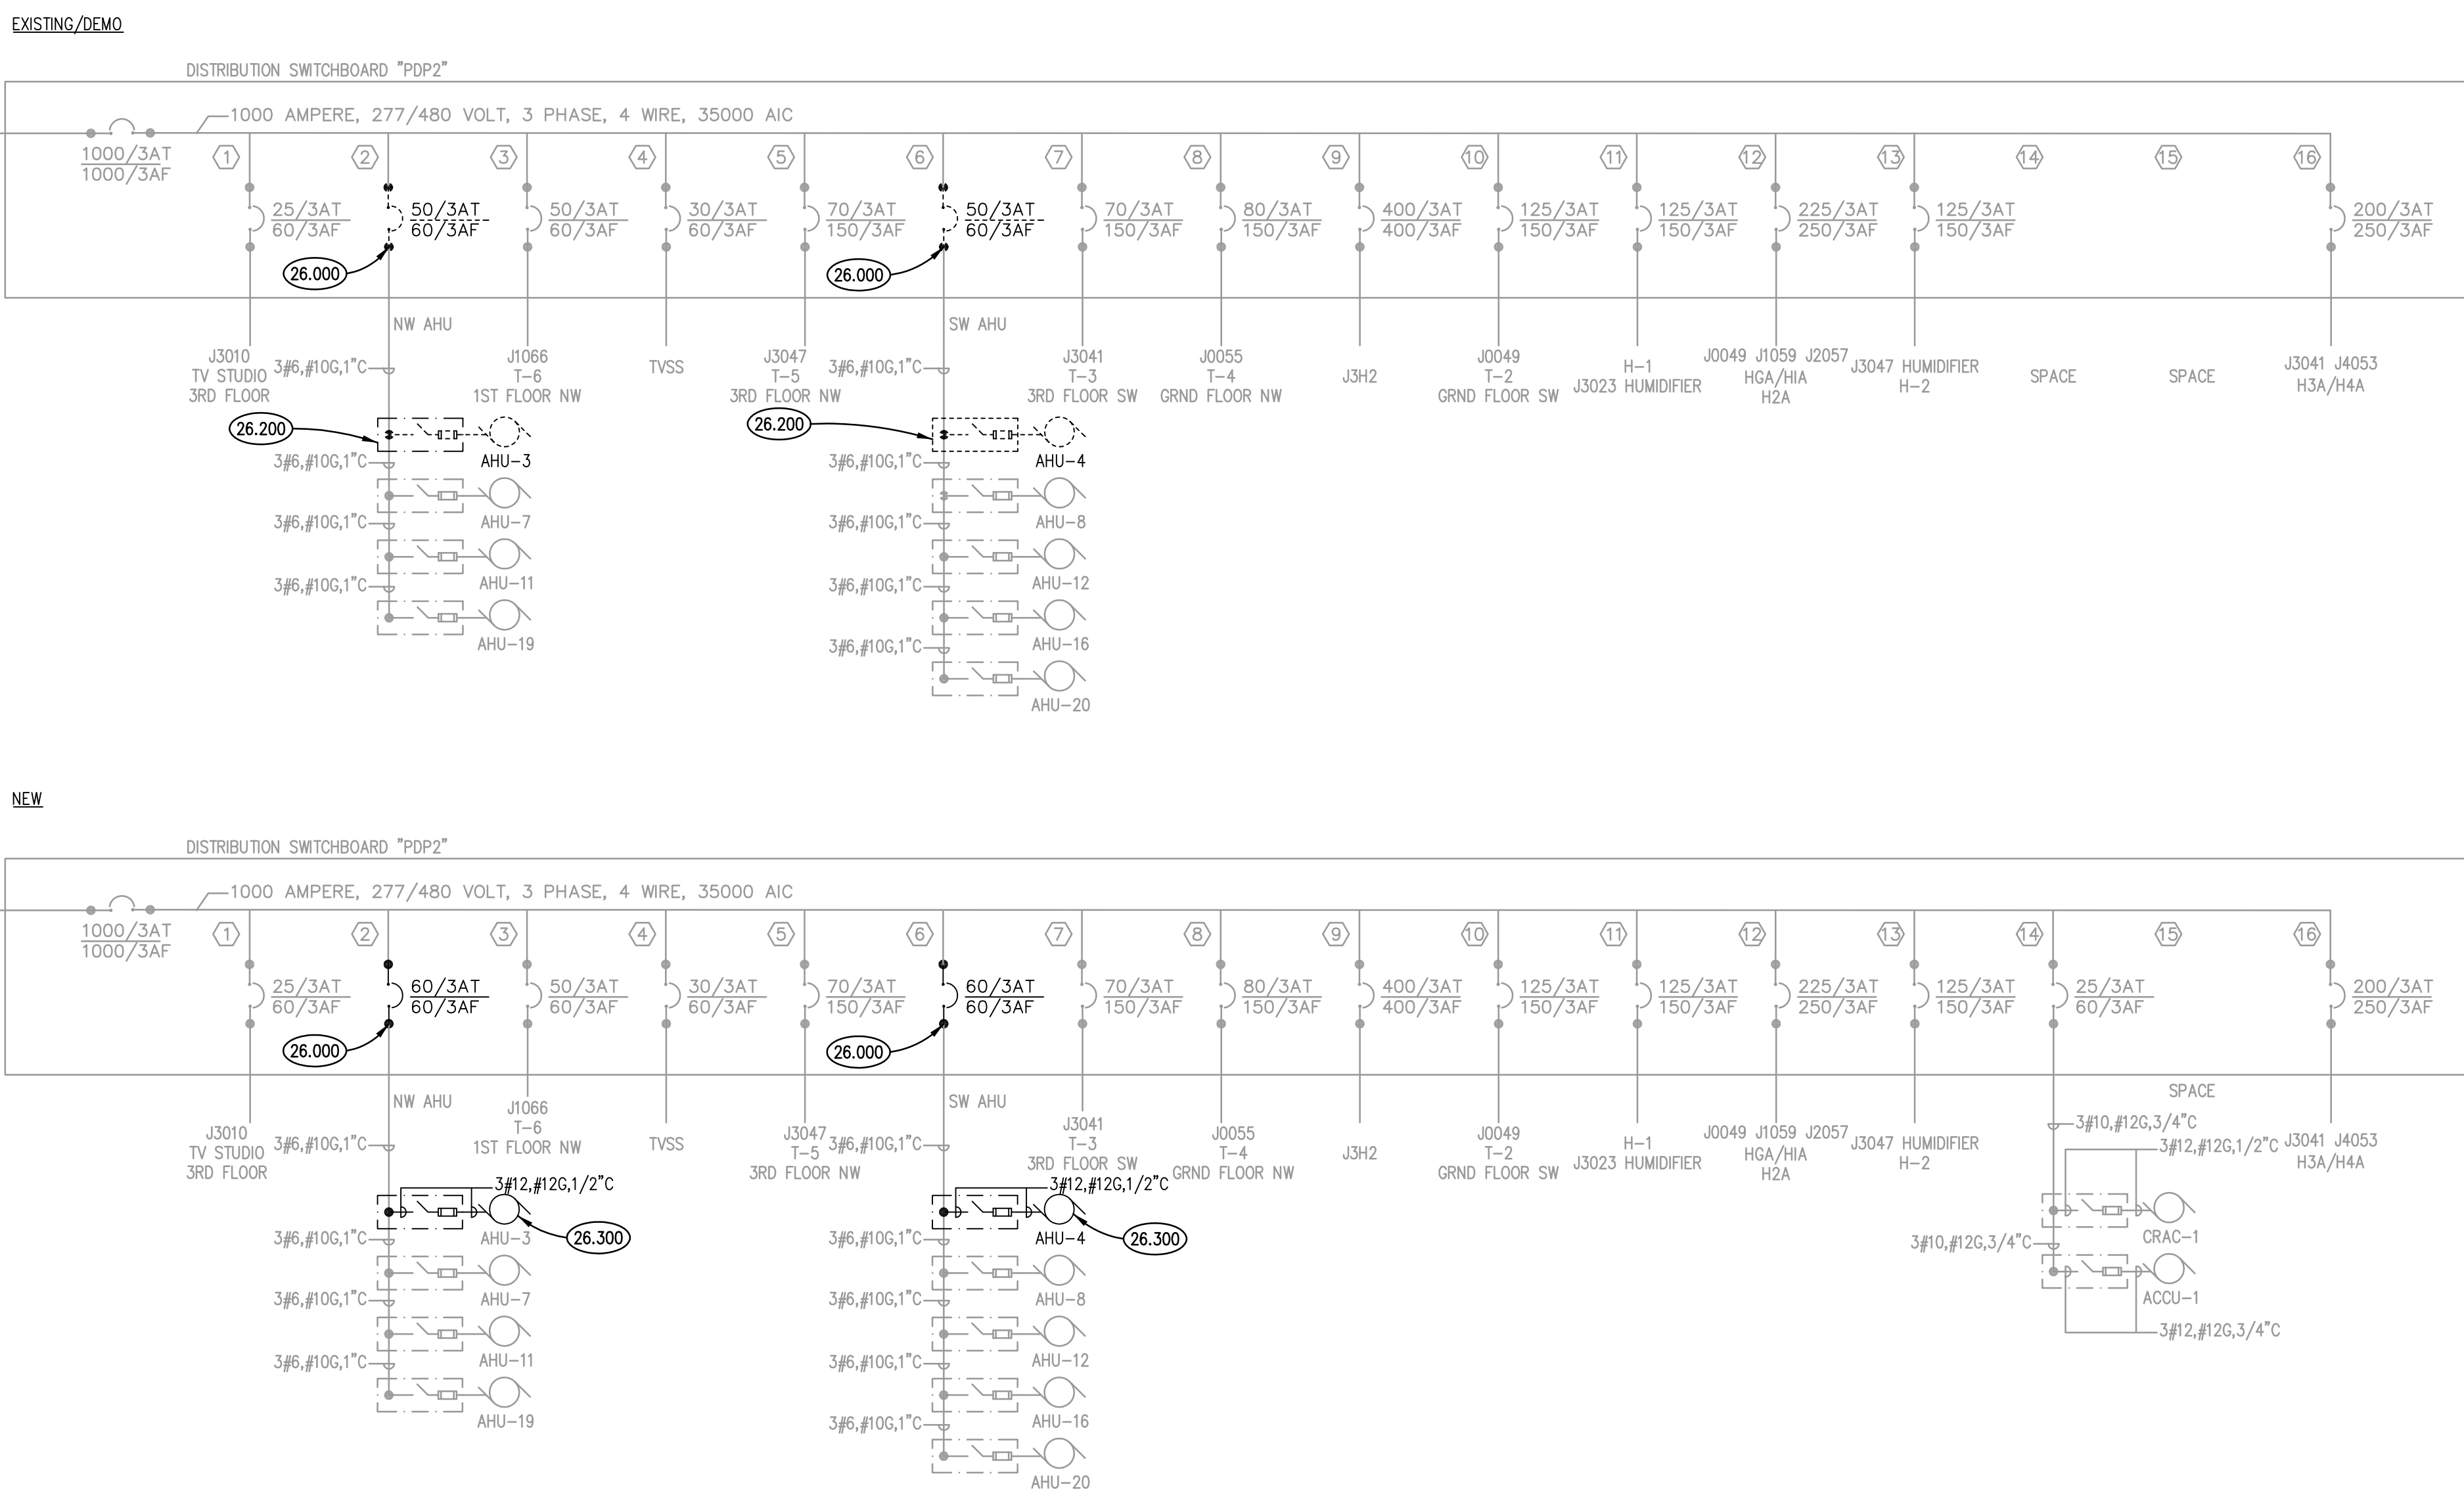 EXISTING/DEMO
DISTRIBUTION SWITCHBOARD "PDP2"
1000 AMPERE, 277/480 VOLT, 3 PHASE, 4 WIRE, 35000 AIC
1000/3AT
1000/3AF
1 2 3 4 5 6 7 8 9 10 11 12 13 14 15 16
25/3AT 50/3AT 50/3AT 30/3AT 70/3AT 50/3AT 70/3AT 80/3AT 400/3AT 125/3AT 125/3AT 225/3AT 125/3AT 200/3AT
60/3AF 60/3AF 60/3AF 60/3AF 150/3AF 60/3AF 150/3AF 150/3AF 400/3AF 150/3AF 150/3AF 250/3AF 150/3AF 250/3AF
26.000 26.000
NW AHU SW AHU
J3010
TV STUDIO
3RD FLOOR
3#6,#10G,1"C
J1066
T-6
1ST FLOOR NW
TVSS
J3047
T-5
3RD FLOOR NW
3#6,#10G,1"C
J3041
T-3
3RD FLOOR SW
J0055
T-4
GRND FLOOR NW
J3H2
J0049
T-2
GRND FLOOR SW
H-1
J3023 HUMIDIFIER
J0049 J1059 J2057
HGA/HIA
H2A
J3047 HUMIDIFIER
H-2
SPACE
SPACE
J3041 J4053
H3A/H4A
26.200 26.200
AHU-3 AHU-4
3#6,#10G,1"C 3#6,#10G,1"C
AHU-7 AHU-8
3#6,#10G,1"C 3#6,#10G,1"C
AHU-11 AHU-12
3#6,#10G,1"C 3#6,#10G,1"C
AHU-19 AHU-16
3#6,#10G,1"C
AHU-20
NEW
DISTRIBUTION SWITCHBOARD "PDP2"
1000 AMPERE, 277/480 VOLT, 3 PHASE, 4 WIRE, 35000 AIC
1000/3AT
1000/3AF
1 2 3 4 5 6 7 8 9 10 11 12 13 14 15 16
25/3AT 60/3AT 50/3AT 30/3AT 70/3AT 60/3AT 70/3AT 80/3AT 400/3AT 125/3AT 125/3AT 225/3AT 125/3AT 25/3AT 200/3AT
60/3AF 60/3AF 60/3AF 60/3AF 150/3AF 60/3AF 150/3AF 150/3AF 400/3AF 150/3AF 150/3AF 250/3AF 150/3AF 60/3AF 250/3AF
26.000 26.000
NW AHU SW AHU
J3010
TV STUDIO
3RD FLOOR
3#6,#10G,1"C
J1066
T-6
1ST FLOOR NW
TVSS
J3047
T-5
3RD FLOOR NW
3#6,#10G,1"C
J3041
T-3
3RD FLOOR SW
J0055
T-4
GRND FLOOR NW
J3H2
J0049
T-2
GRND FLOOR SW
H-1
J3023 HUMIDIFIER
J0049 J1059 J2057
HGA/HIA
H2A
J3047 HUMIDIFIER
H-2
SPACE
3#10,#12G,3/4"C
3#12,#12G,1/2"C
J3041 J4053
H3A/H4A
3#12,#12G,1/2"C 3#12,#12G,1/2"C
AHU-3 26.300 AHU-4 26.300
CRAC-1
3#6,#10G,1"C 3#6,#10G,1"C 3#10,#12G,3/4"C
AHU-7 AHU-8 ACCU-1
3#6,#10G,1"C 3#6,#10G,1"C
3#12,#12G,3/4"C
AHU-11 AHU-12
3#6,#10G,1"C 3#6,#10G,1"C
AHU-19 AHU-16
3#6,#10G,1"C
AHU-20